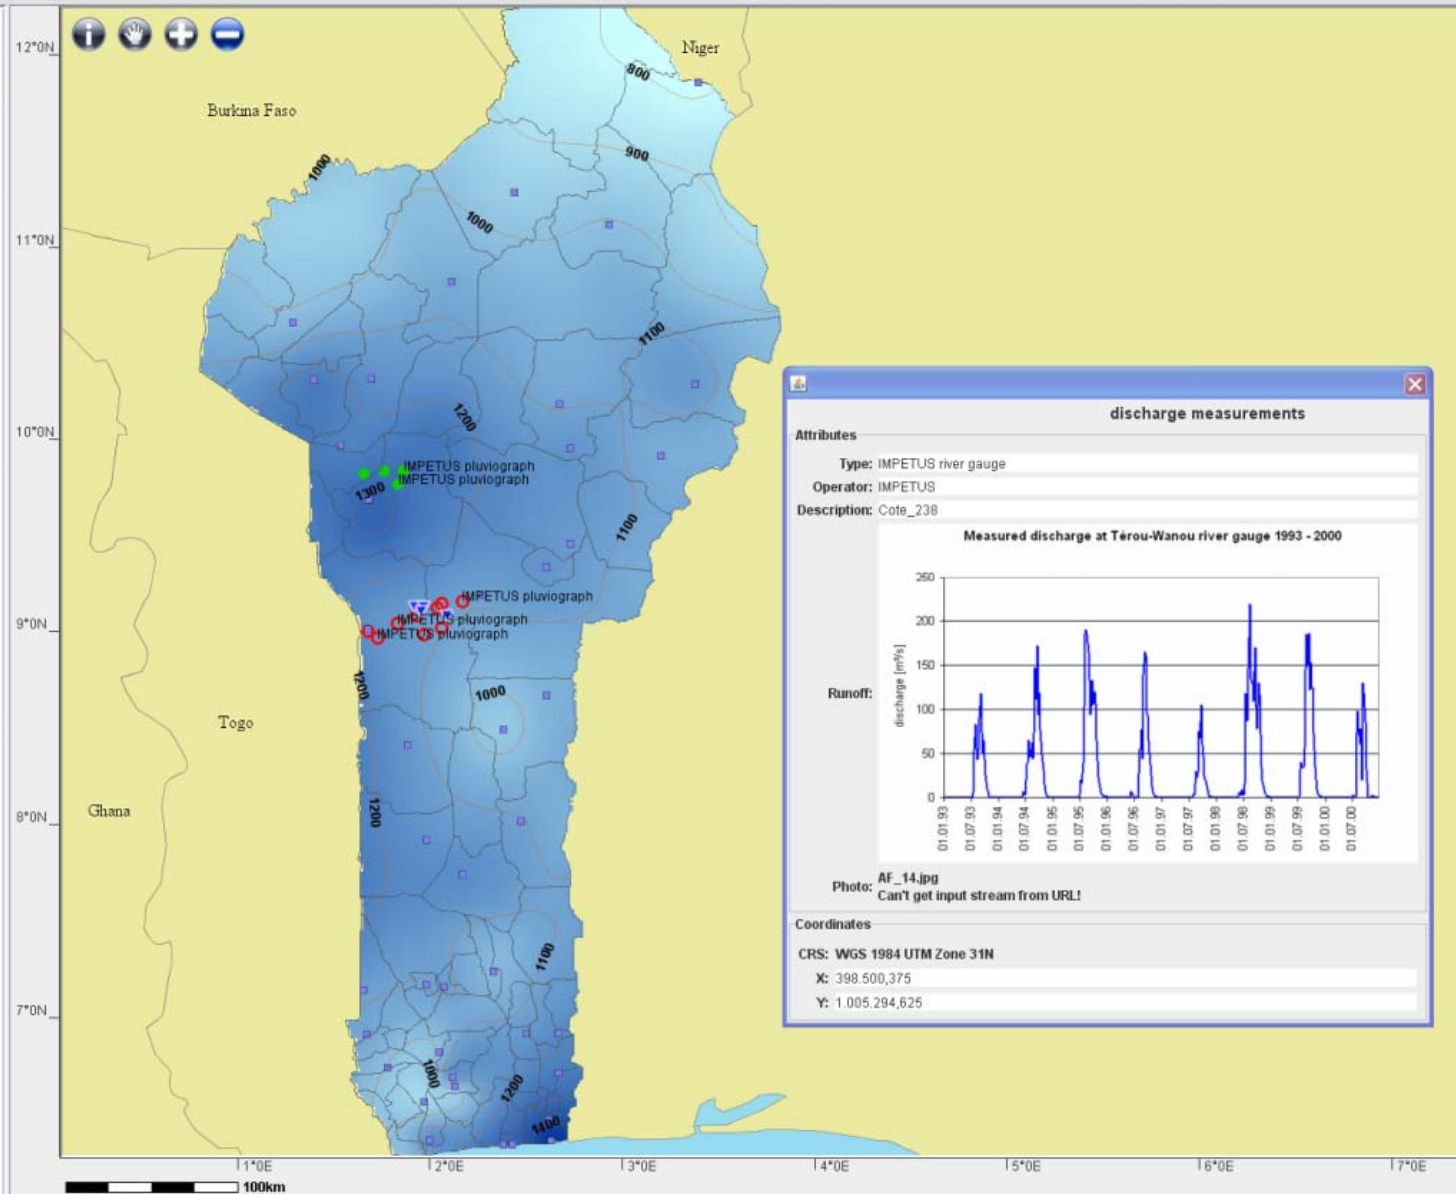 12°0N
Niger
800
Burkina Faso
900
1000
1000
11°0N
1100
1200
10°0N
IMPETUS pluviograph
IMPETUS pluviograph
1300
1100
IMPETUS pluviograph
IMPETUS pluviograph
IMPETUS pluviograph
9°0N
1200
1000
Togo
Ghana
8°0N
1200
1100
7°0N
1000
1200
1400
1°0E
2°0E
3°0E
4°0E
5°0E
6°0E
7°0E
100km
discharge measurements
Attributes
Type: IMPETUS river gauge
Operator: IMPETUS
Description: Cote_238
Measured discharge at Térou-Wanou river gauge 1993 - 2000
250
200
150
100
50
0
discharge [m³/s]
Runoff:
01.01.93
01.07.93
01.01.94
01.07.94
01.01.95
01.07.95
01.01.96
01.07.96
01.01.97
01.07.97
01.01.98
01.07.98
01.01.99
01.07.99
01.01.00
01.07.00
Photo: AF_14.jpg
Can't get input stream from URL!
Coordinates
CRS: WGS 1984 UTM Zone 31N
X: 398.500,375
Y: 1.005.294,625